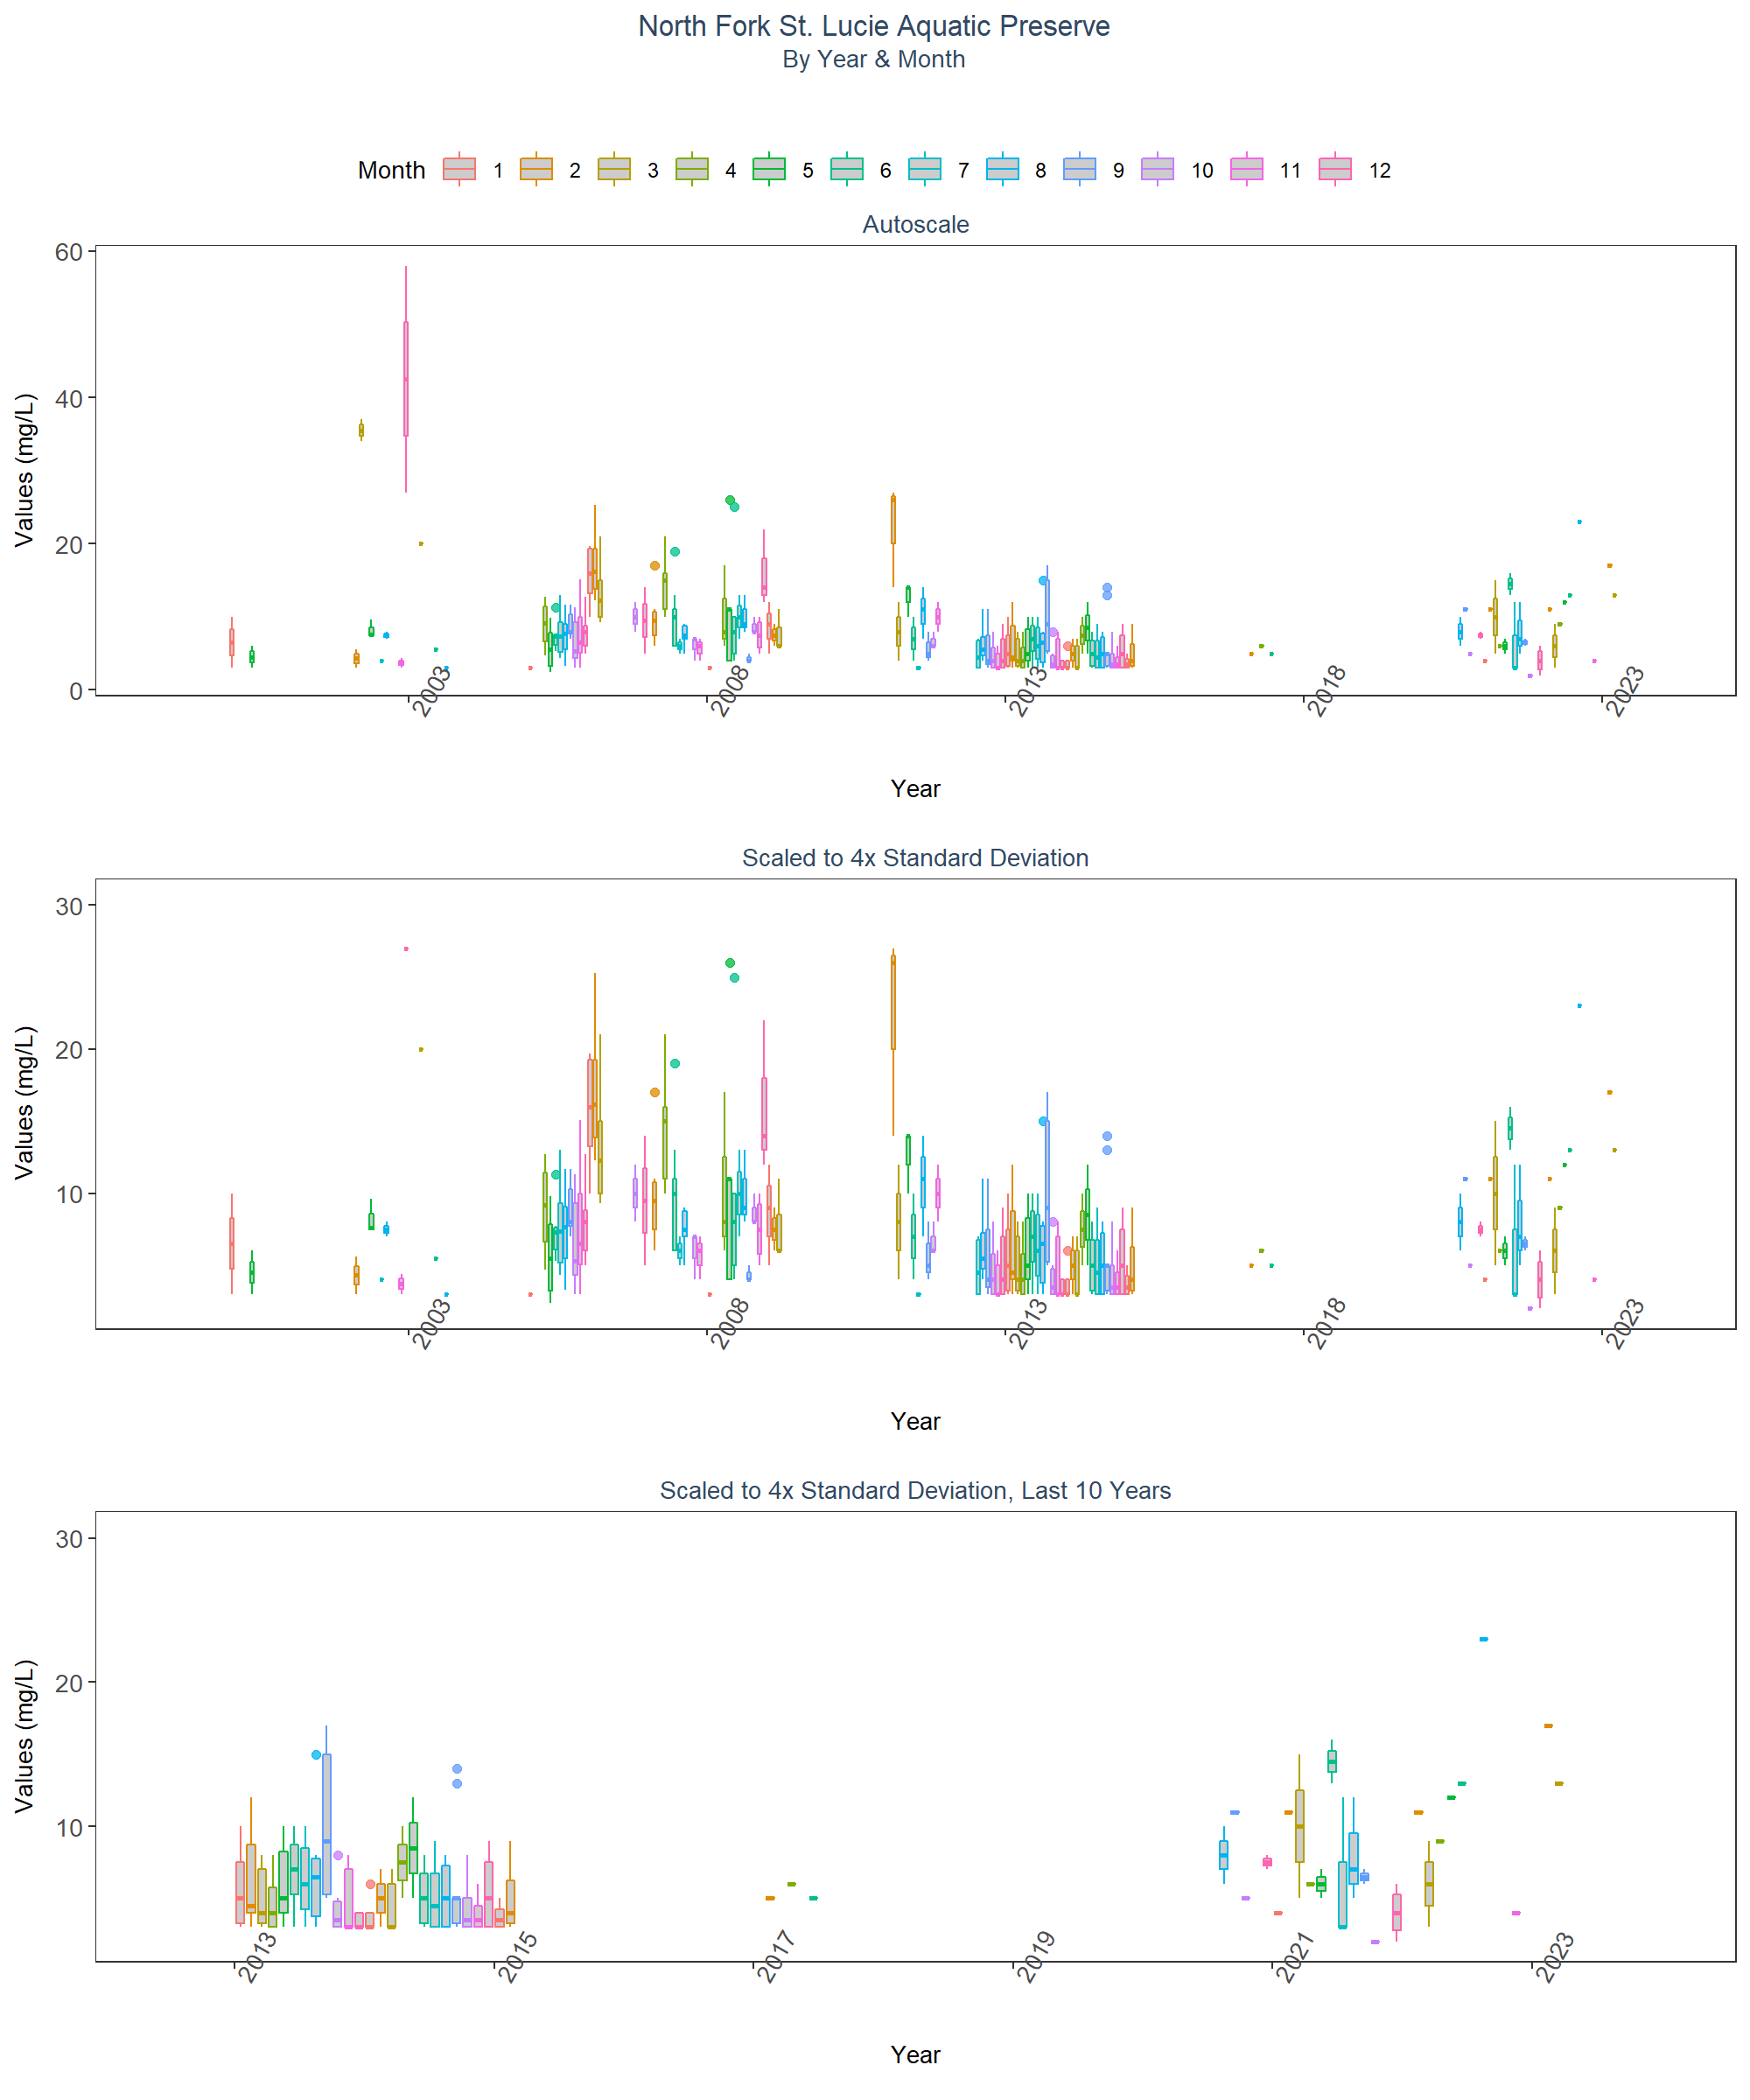 North Fork St. Lucie Aquatic Preserve
By Year & Month
Month 1 2 3 4 5 6 7 8 9 10 11 12
Autoscale
60
40
20
0
Values (mg/L)
2003 2008 2013 2018 2023
Year
Scaled to 4x Standard Deviation
30
20
10
Values (mg/L)
2003 2008 2013 2018 2023
Year
Scaled to 4x Standard Deviation, Last 10 Years
30
20
10
Values (mg/L)
2013 2015 2017 2019 2021 2023
Year